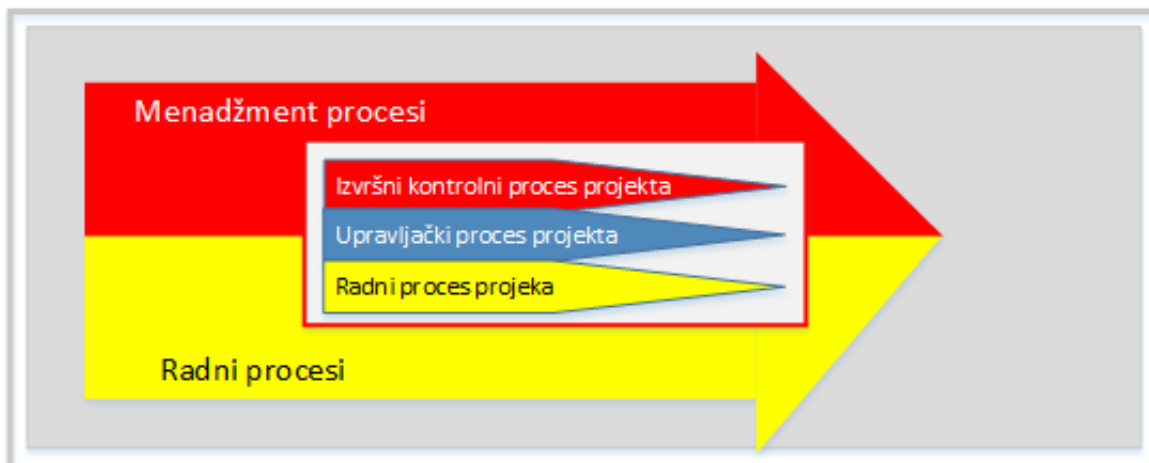 Menadžment procesi
Izvršni kontrolni proces projekta
Upravljački proces projekta
Radni proces projeka
Radni procesi